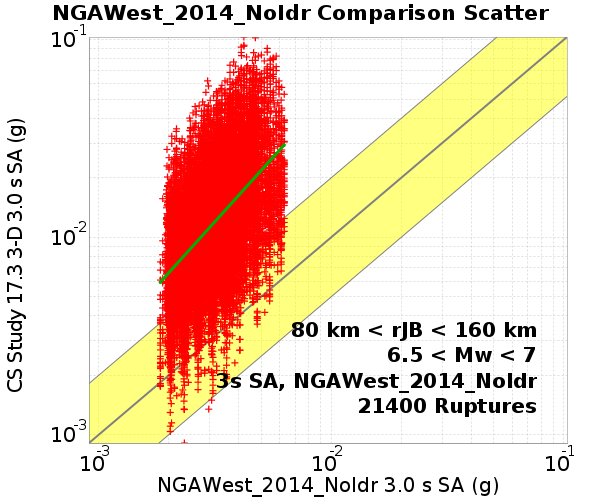 NGAWest_2014_NoIdr Comparison Scatter
CS Study 17.3 3-D 3.0 s SA (g)
10^-1
10^-2
10^-3
80 km < rJB < 160 km
6.5 < Mw < 7
3s SA, NGAWest_2014_NoIdr
21400 Ruptures
10^-3 10^-2 10^-1
NGAWest_2014_NoIdr 3.0 s SA (g)